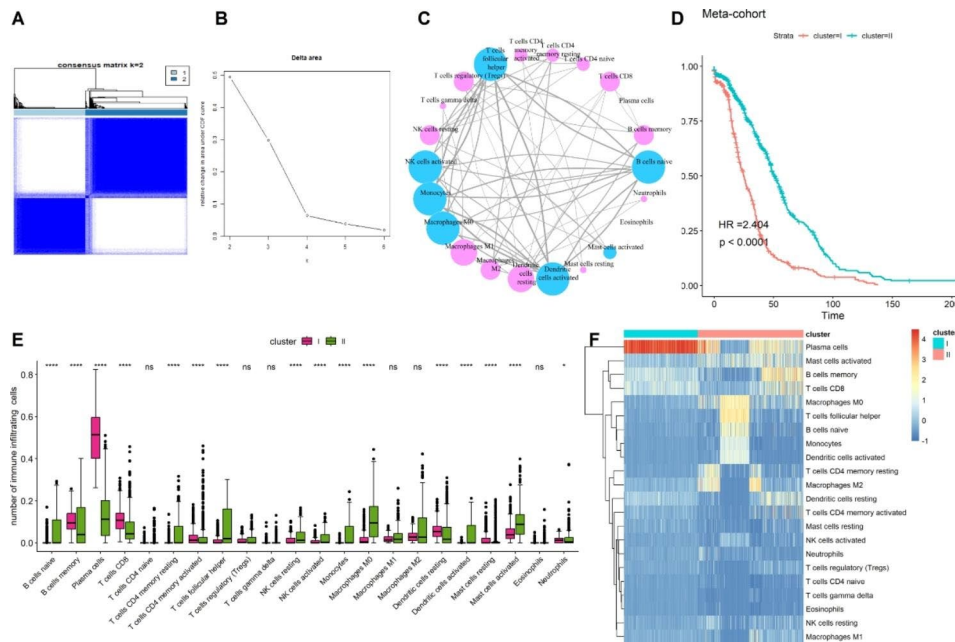 A
consensus matrix k=2
1
2
B
Delta area
relative change in area under CDF curve
0.5
0.4
0.3
0.2
0.1
0.0
2 3 4 5 6
k
C
T cells CD4 memory activated
T cells CD4 memory resting
T cells follicular helper
T cells CD4 naive
T cells regulatory (Tregs)
T cells CD8
T cells gamma delta
Plasma cells
NK cells resting
B cells memory
NK cells activated
B cells naive
Monocytes
Neutrophils
Macrophages M0
Eosinophils
Macrophages M1
Mast cells activated
Macrophages M2
Mast cells resting
Dendritic cells resting
Dendritic cells activated
D
Meta-cohort
Strata cluster=I cluster=II
1.00
0.75
0.50
0.25
0.00
HR =2.404
p < 0.0001
0 50 100 150 200
Time
E
cluster I II
**** **** **** **** ns **** **** **** ns ns **** **** **** **** ns ns **** **** **** **** ns *
number of immune infiltrating cells
0.8
0.6
0.4
0.2
0.0
B cells naive
B cells memory
Plasma cells
T cells CD8
T cells CD4 naive
T cells CD4 memory resting
T cells CD4 memory activated
T cells follicular helper
T cells regulatory (Tregs)
T cells gamma delta
NK cells resting
NK cells activated
Monocytes
Macrophages M0
Macrophages M1
Macrophages M2
Dendritic cells resting
Dendritic cells activated
Mast cells resting
Mast cells activated
Eosinophils
Neutrophils
F
cluster
Plasma cells
Mast cells activated
B cells memory
T cells CD8
Macrophages M0
T cells follicular helper
B cells naive
Monocytes
Dendritic cells activated
T cells CD4 memory resting
Macrophages M2
Dendritic cells resting
T cells CD4 memory activated
Mast cells resting
NK cells activated
Neutrophils
T cells regulatory (Tregs)
T cells CD4 naive
T cells gamma delta
Eosinophils
NK cells resting
Macrophages M1
4
3
2
1
0
-1
cluster
I
II